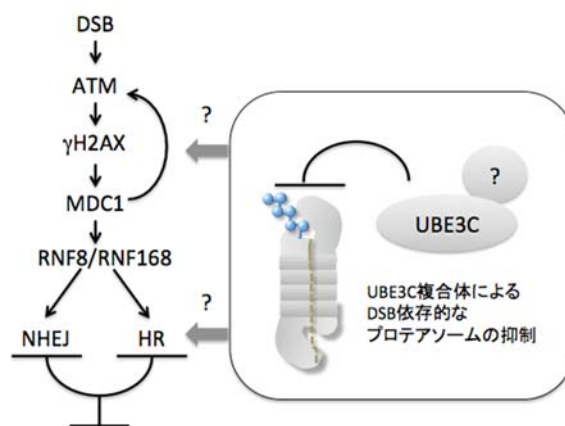 DSB
ATM
γH2AX
MDC1
RNF8/RNF168
NHEJ HR
?
?
?
UBE3C
UBE3C複合体による
DSB依存的な
プロテアソームの抑制